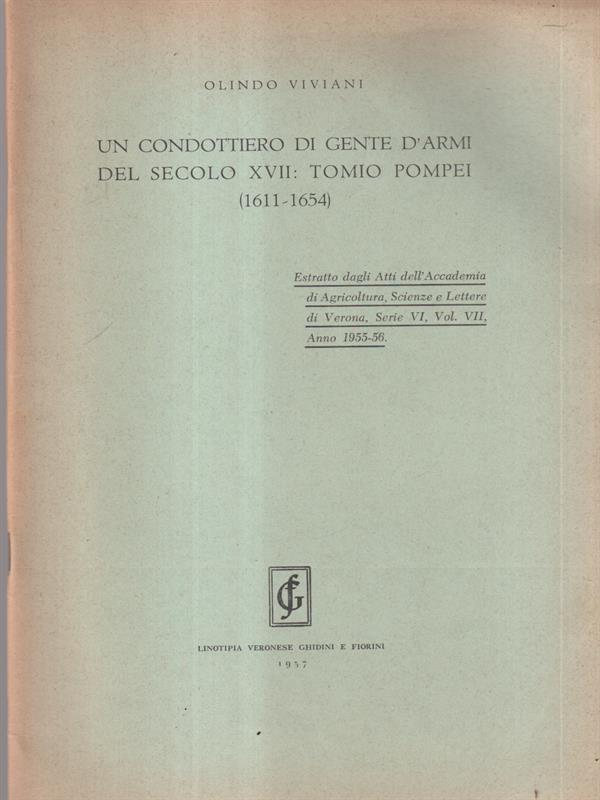 OLINDO VIVIANI
UN CONDOTTIERO DI GENTE D'ARMI
DEL SECOLO XVII: TOMIO POMPEI
(1611-1654)
Estratto dagli Atti dell'Accademia
di Agricoltura, Scienze e Lettere
di Verona, Serie VI, Vol. VII,
Anno 1955-56.
GF
LINOTIPIA VERONESE GHIDINI E FIORINI
1957